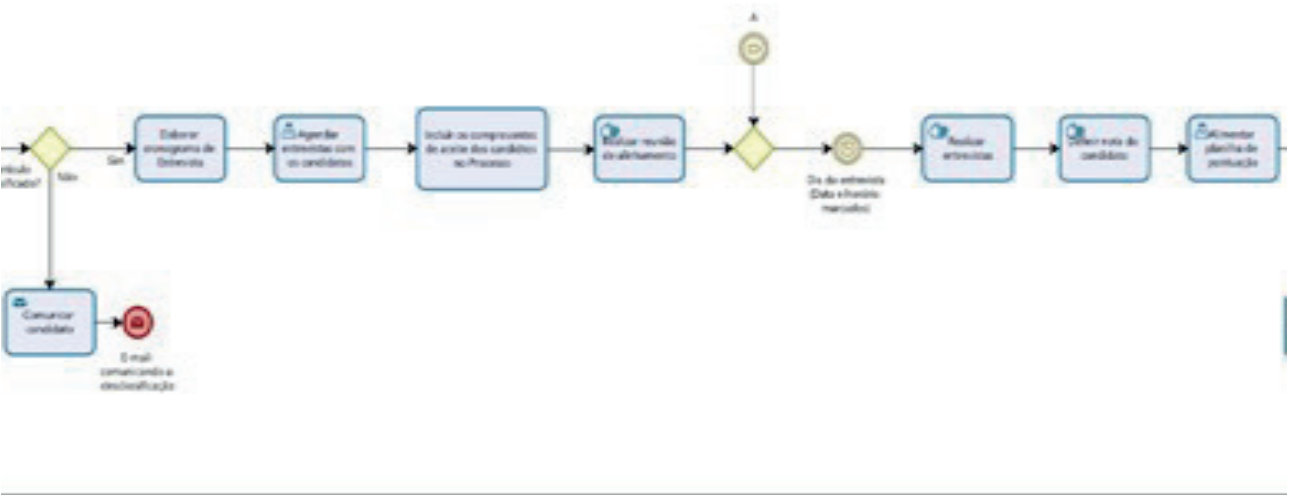 A
Elaborar
cronograma de
Entrevista
Agendar
entrevistas com
os candidatos
Incluir os comprovantes
de aceite dos candidatos
no Processo
Realizar reunião
de alinhamento
Realizar
entrevistas
Definir nota do
candidato
Alimentar
planilha de
pontuação
Sim
Não
Dia da entrevista
(Data e horário
marcados)
Comunicar
candidato
E-mail
comunicando a
desclassificação